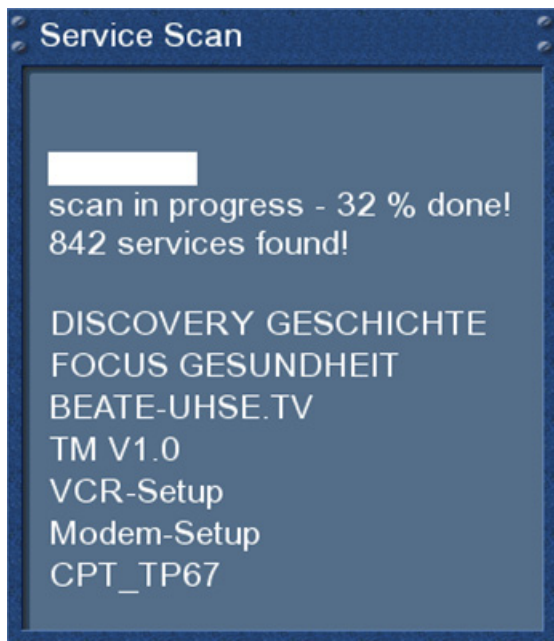 Service Scan
scan in progress - 32 % done!
842 services found!
DISCOVERY GESCHICHTE
FOCUS GESUNDHEIT
BEATE-UHSE.TV
TM V1.0
VCR-Setup
Modem-Setup
CPT_TP67